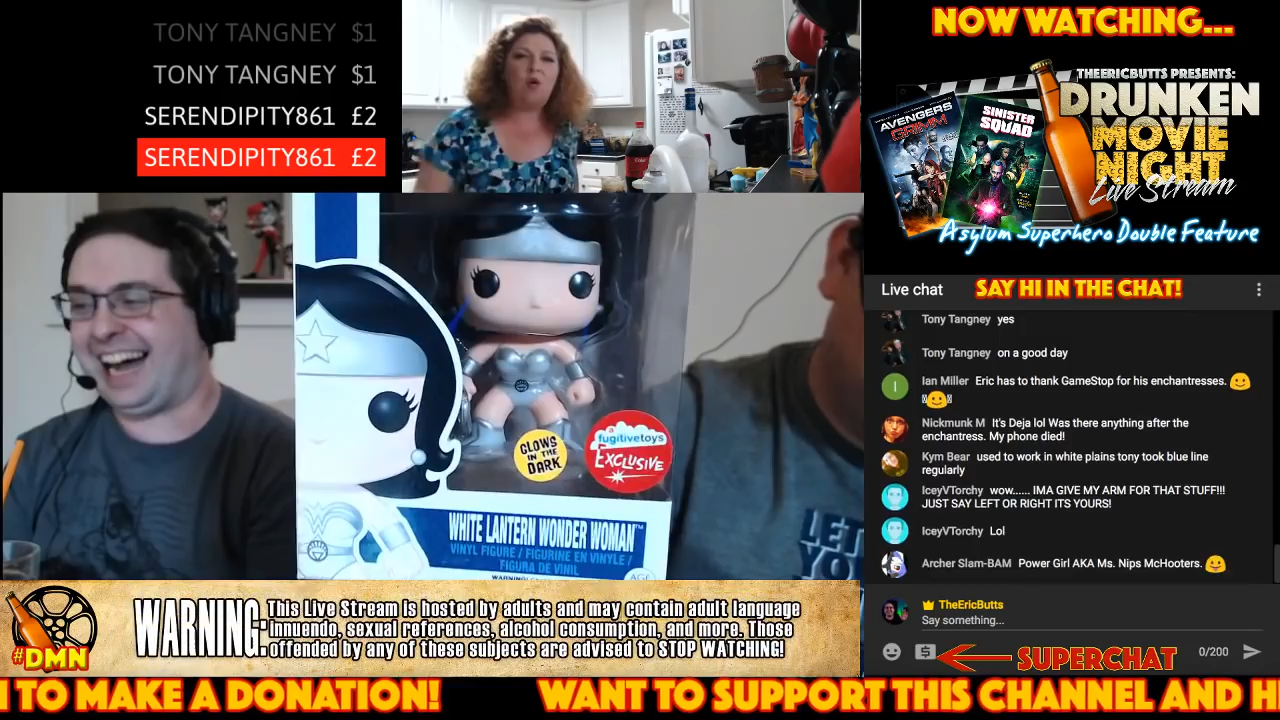 TONY TANGNEY $1
TONY TANGNEY $1
SERENDIPITY861 £2
SERENDIPITY861 £2
NOW WATCHING...
THEERICBUTTS PRESENTS:
DRUNKEN
MOVIE
NIGHT
Live Stream
AVENGERS
GRIMM
SINISTER
SQUAD
Asylum Superhero Double Feature
Live chat
SAY HI IN THE CHAT!
Tony Tangney yes
Tony Tangney on a good day
Ian Miller Eric has to thank GameStop for his enchantresses.
Nickmunk M It's Deja lol Was there anything after the
enchantress. My phone died!
Kym Bear used to work in white plains tony took blue line
regularly
IceyVTorchy wow...... IMA GIVE MY ARM FOR THAT STUFF!!!
JUST SAY LEFT OR RIGHT ITS YOURS!
IceyVTorchy Lol
Archer Slam-BAM Power Girl AKA Ms. Nips McHooters.
TheEricButts
Say something...
SUPERCHAT
0/200
Coke
GLOWS
IN THE
DARK
a
fugitivetoys
EXCLUSIVE
WHITE LANTERN WONDER WOMAN™
VINYL FIGURE / FIGURINE EN VINYLE /
FIGURA DE VINIL
LET
YO
#DMN
WARNING:
This Live Stream is hosted by adults and may contain adult language
innuendo, sexual references, alcohol consumption, and more. Those
offended by any of these subjects are advised to STOP WATCHING!
N TO MAKE A DONATION! WANT TO SUPPORT THIS CHANNEL AND H